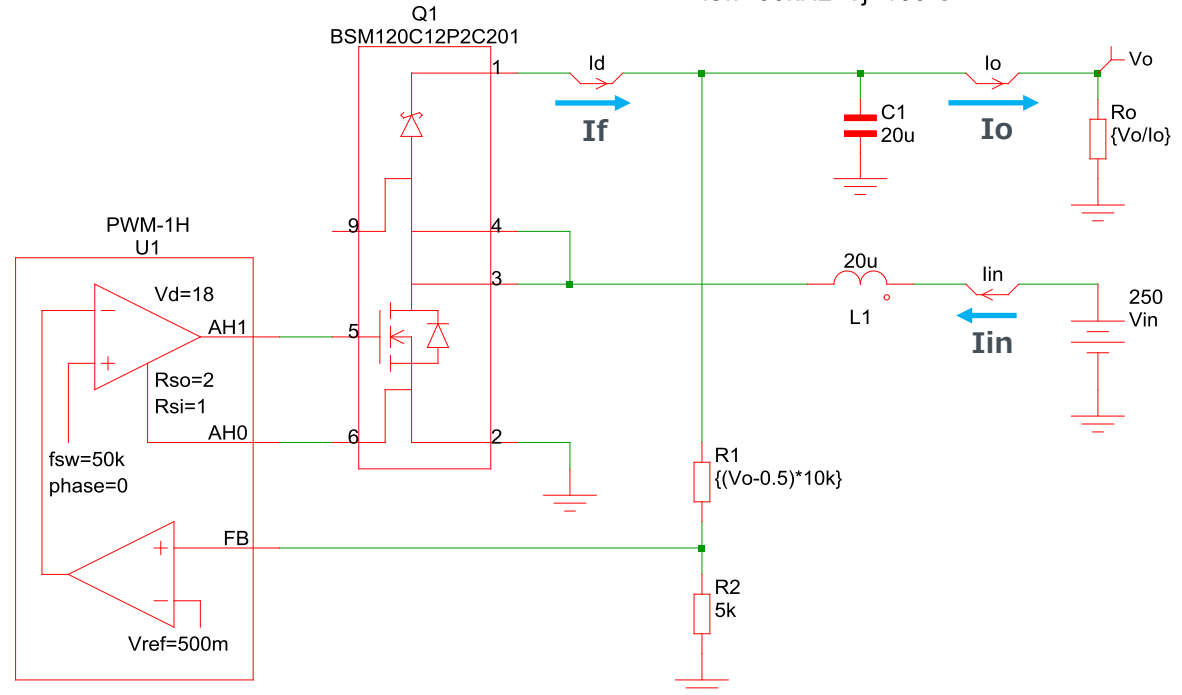 Q1
BSM120C12P2C201
1
Id
Io
Vo
If
Io
C1
20u
Ro
{Vo/Io}
9
4
PWM-1H
U1
3
20u
L1
Iin
Iin
250
Vin
Vd=18
AH1
5
Rso=2
Rsi=1
AH0
6
2
fsw=50k
phase=0
R1
{(Vo-0.5)*10k}
FB
R2
5k
Vref=500m